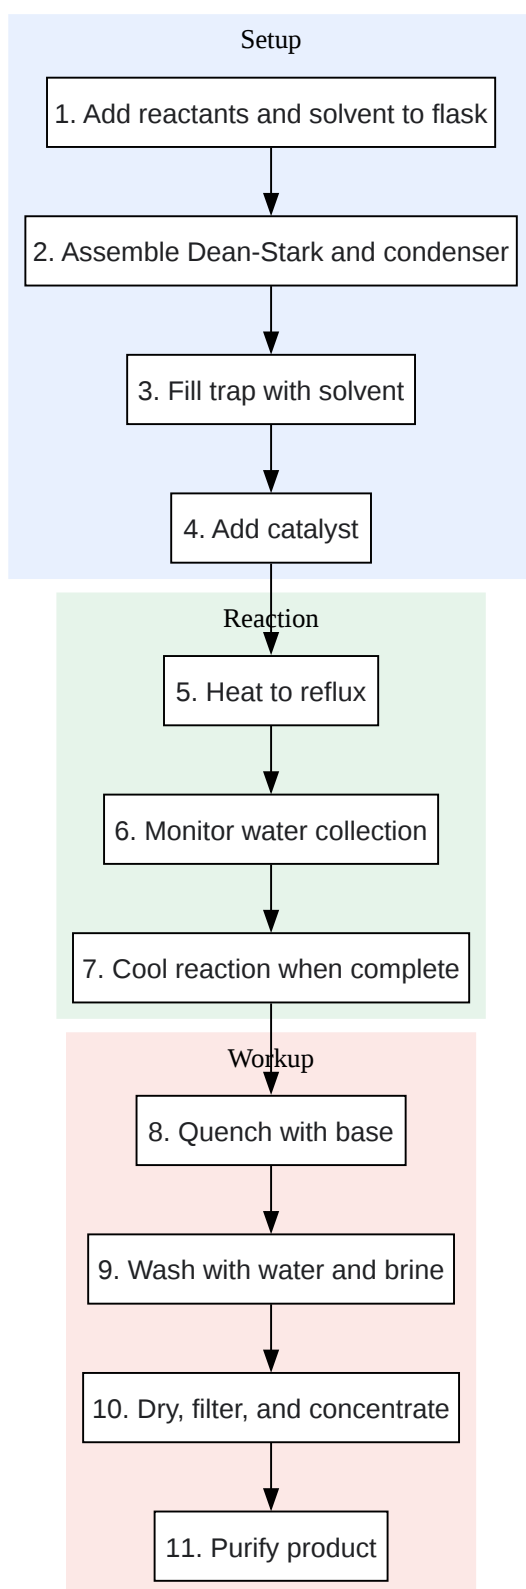 Setup
1. Add reactants and solvent to flask
2. Assemble Dean-Stark and condenser
3. Fill trap with solvent
4. Add catalyst
Reaction
5. Heat to reflux
6. Monitor water collection
7. Cool reaction when complete
Workup
8. Quench with base
9. Wash with water and brine
10. Dry, filter, and concentrate
11. Purify product